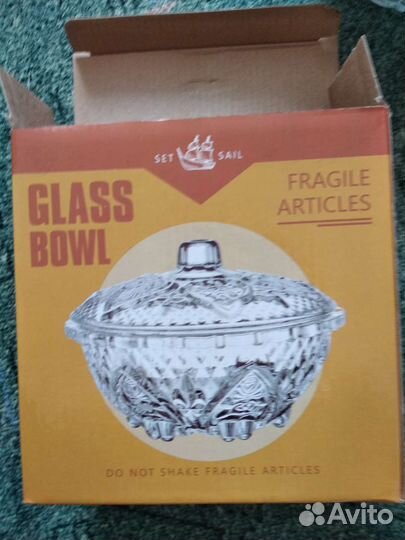 SET SAIL
GLASS
BOWL
FRAGILE
ARTICLES
DO NOT SHAKE FRAGILE ARTICLES
Avito